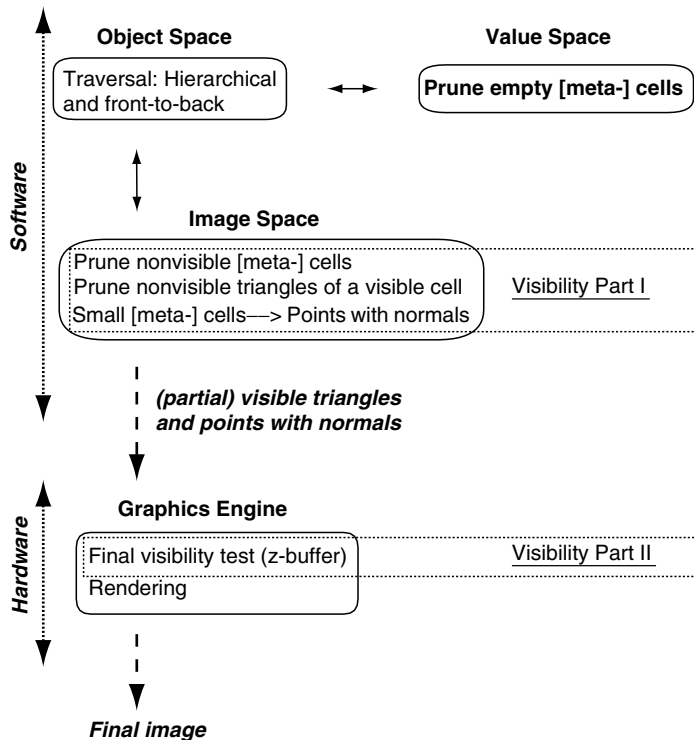 Object Space
Value Space
Traversal: Hierarchical
and front-to-back
Prune empty [meta-] cells
Software
Image Space
Prune nonvisible [meta-] cells
Prune nonvisible triangles of a visible cell
Small [meta-] cells—–> Points with normals
Visibility Part I
(partial) visible triangles
and points with normals
Hardware
Graphics Engine
Final visibility test (z-buffer)
Rendering
Visibility Part II
Final image